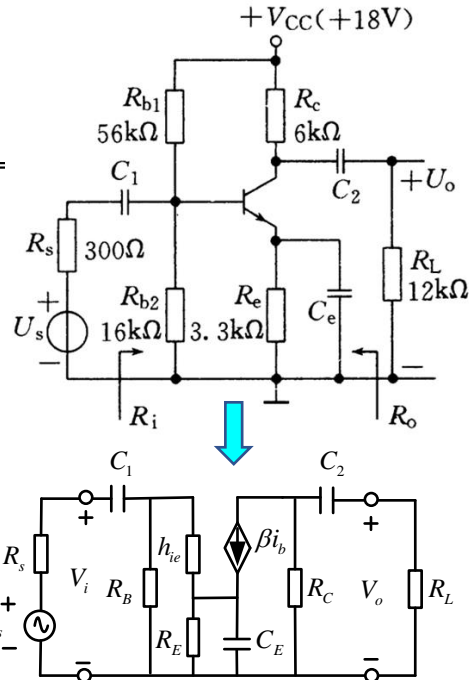 +V_CC(+18V)
R_b1
56kΩ
R_c
6kΩ
=
C_1
C_2
+U_o
R_s
300Ω
R_b2
16kΩ
R_e
3.3kΩ
C_e
R_L
12kΩ
+
U_s
−
−
R_i
R_o
C_1
C_2
+
+
R_s
V_i
R_B
h_ie
βi_b
R_C
V_o
R_L
+
s
−
R_E
C_E
−
−